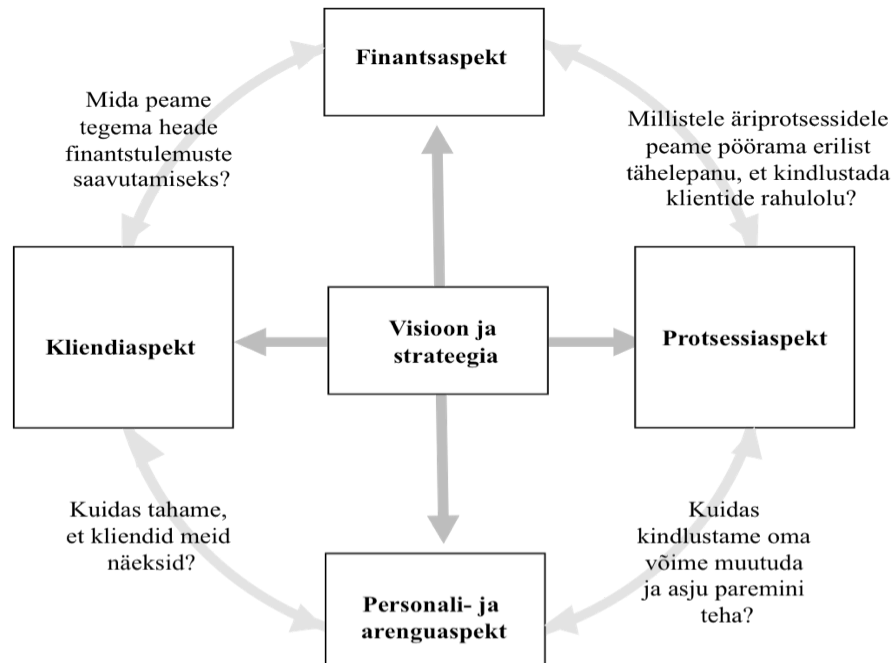 Finantsaspekt
Mida peame
tegema heade
finantstulemuste
saavutamiseks?
Millistele äriprotsessidele
peame pöörama erilist
tähelepanu, et kindlustada
klientide rahulolu?
Kliendiaspekt
Visioon ja
strateegia
Protsessiaspekt
Kuidas tahame,
et kliendid meid
näeksid?
Kuidas
kindlustame oma
võime muutuda
ja asju paremini
teha?
Personali- ja
arenguaspekt